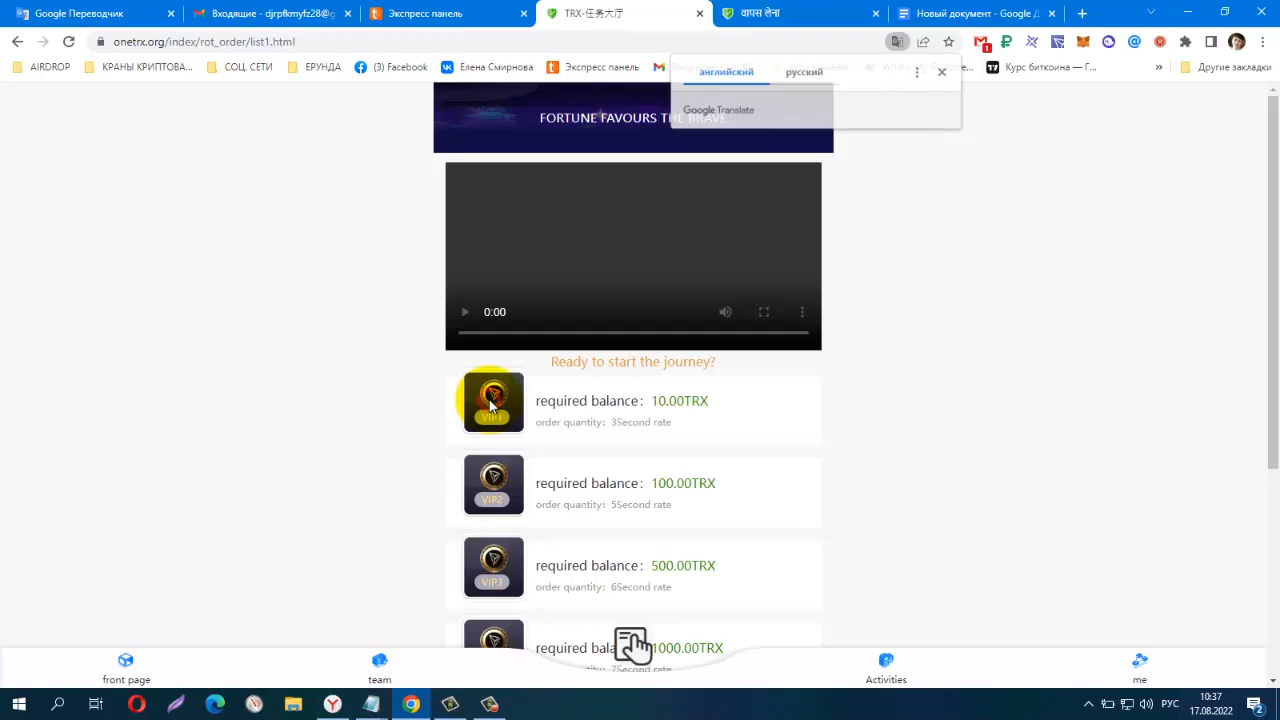 Google Переводчик
Входящие - djrpfkmyfz28@g
Экспресс панель
TRX-任务大厅
वापस लेना
Новый документ - Google Д
onetrx.org/index/rot_order/list1.html
AIRDROP
КРАНЫ КРИПТОВА...
СОЦ. СЕТИ
ЕРУНДА
(3) Facebook
Елена Смирнова
Экспресс панель
Курс биткоина — Г...
»
Другие закладки
английский
русский
Google Translate
FORTUNE FAVOURS THE BRAVE
0:00
Ready to start the journey?
VIP1
required balance：10.00TRX
order quantity：3Second rate
VIP2
required balance：100.00TRX
order quantity：5Second rate
VIP3
required balance：500.00TRX
order quantity：6Second rate
1000.00TRX
7Second rate
front page
team
Activities
me
РУС
10:37
17.08.2022
2